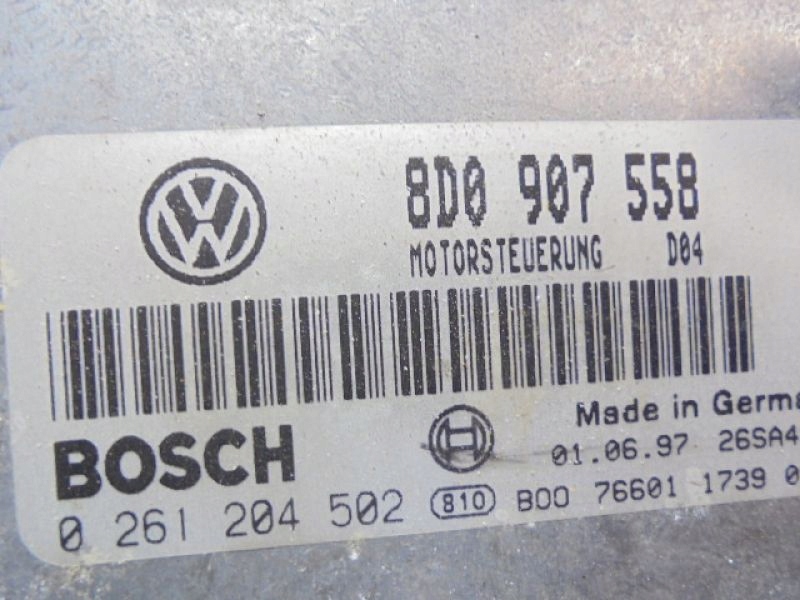 8D0 907 558
MOTORSTEUERUNG D04
BOSCH
Made in Germa
01.06.97 26SA4
0 261 204 502 810 B00 76601 1739 0